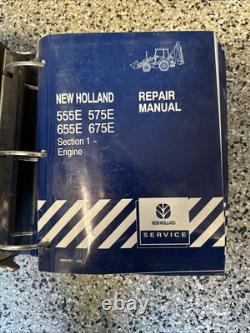 NEW HOLLAND
555E 575E
655E 675E
Section 1 -
Engine
REPAIR
MANUAL
NEW HOLLAND
SERVICE